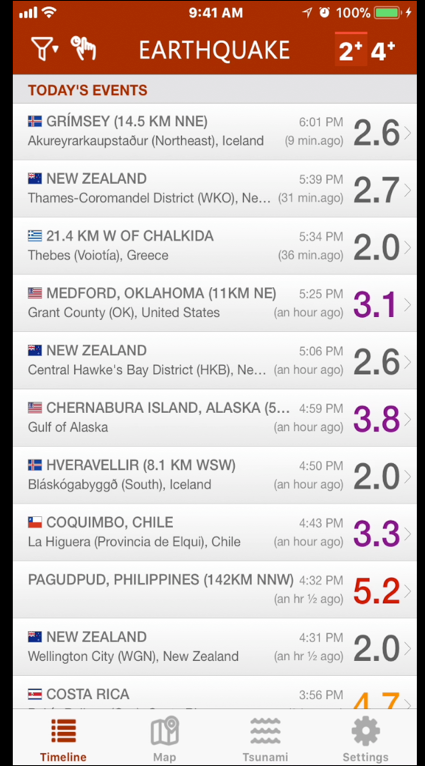 9:41 AM 100%
EARTHQUAKE 2+ 4+
TODAY'S EVENTS
GRÍMSEY (14.5 KM NNE) 6:01 PM 2.6
Akureyrarkaupstaður (Northeast), Iceland (9 min.ago)
NEW ZEALAND 5:39 PM 2.7
Thames-Coromandel District (WKO), Ne... (31 min.ago)
21.4 KM W OF CHALKIDA 5:34 PM 2.0
Thebes (Voiotía), Greece (36 min.ago)
MEDFORD, OKLAHOMA (11KM NE) 5:25 PM 3.1
Grant County (OK), United States (an hour ago)
NEW ZEALAND 5:06 PM 2.6
Central Hawke's Bay District (HKB), Ne... (an hour ago)
CHERNABURA ISLAND, ALASKA (5... 4:59 PM 3.8
Gulf of Alaska (an hour ago)
HVERAVELLIR (8.1 KM WSW) 4:50 PM 2.0
Bláskógabyggð (South), Iceland (an hour ago)
COQUIMBO, CHILE 4:43 PM 3.3
La Higuera (Provincia de Elqui), Chile (an hour ago)
PAGUDPUD, PHILIPPINES (142KM NNW) 4:32 PM 5.2
(an hr ½ ago)
NEW ZEALAND 4:31 PM 2.0
Wellington City (WGN), New Zealand (an hr ½ ago)
COSTA RICA 3:56 PM 4.7
Timeline Map Tsunami Settings